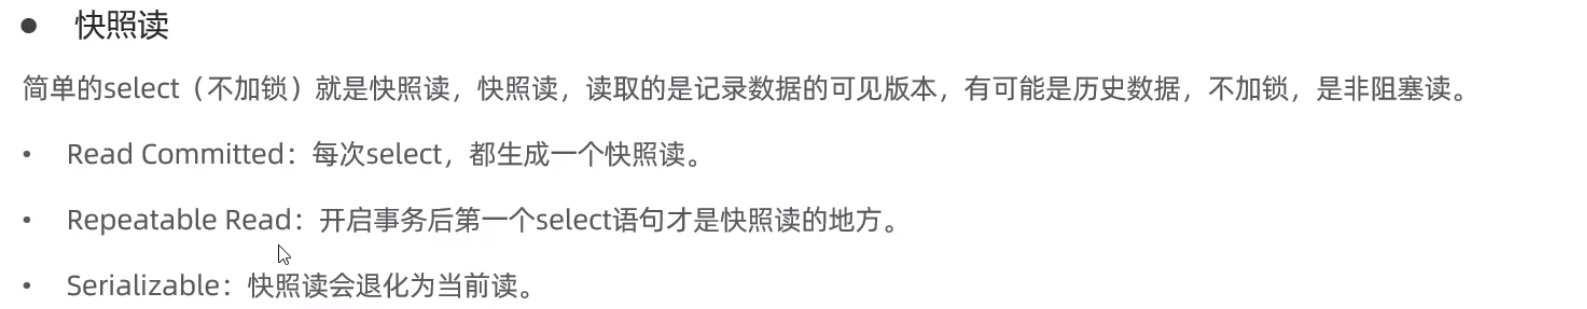 ● 快照读
简单的select（不加锁）就是快照读，快照读，读取的是记录数据的可见版本，有可能是历史数据，不加锁，是非阻塞读。
• Read Committed：每次select，都生成一个快照读。
• Repeatable Read：开启事务后第一个select语句才是快照读的地方。
• Serializable：快照读会退化为当前读。